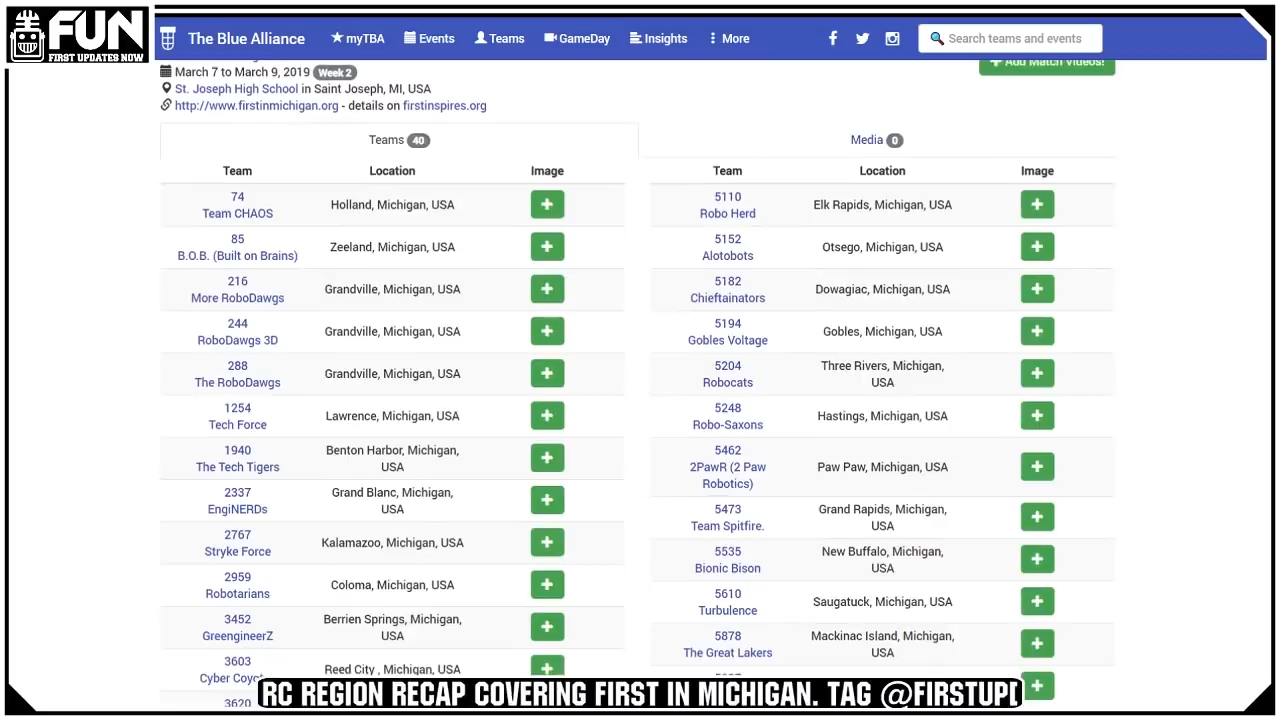 FUN
FIRST UPDATES NOW
The Blue Alliance
myTBA
Events
Teams
GameDay
Insights
More
Search teams and events
March 7 to March 9, 2019 Week 2
Add Match Videos!
St. Joseph High School in Saint Joseph, MI, USA
http://www.firstinmichigan.org - details on firstinspires.org
Teams 40
Media 0
Team Location Image
74
Team CHAOS
Holland, Michigan, USA
85
B.O.B. (Built on Brains)
Zeeland, Michigan, USA
216
More RoboDawgs
Grandville, Michigan, USA
244
RoboDawgs 3D
Grandville, Michigan, USA
288
The RoboDawgs
Grandville, Michigan, USA
1254
Tech Force
Lawrence, Michigan, USA
1940
The Tech Tigers
Benton Harbor, Michigan,
USA
2337
EngiNERDs
Grand Blanc, Michigan,
USA
2767
Stryke Force
Kalamazoo, Michigan, USA
2959
Robotarians
Coloma, Michigan, USA
3452
GreengineerZ
Berrien Springs, Michigan,
USA
3603
Cyber
Reed City , Michigan, USA
3620
Team Location Image
5110
Robo Herd
Elk Rapids, Michigan, USA
5152
Alotobots
Otsego, Michigan, USA
5182
Chieftainators
Dowagiac, Michigan, USA
5194
Gobles Voltage
Gobles, Michigan, USA
5204
Robocats
Three Rivers, Michigan,
USA
5248
Robo-Saxons
Hastings, Michigan, USA
5462
2PawR (2 Paw
Robotics)
Paw Paw, Michigan, USA
5473
Team Spitfire.
Grand Rapids, Michigan,
USA
5535
Bionic Bison
New Buffalo, Michigan,
USA
5610
Turbulence
Saugatuck, Michigan, USA
5878
The Great Lakers
Mackinac Island, Michigan,
USA
RC REGION RECAP COVERING FIRST IN MICHIGAN. TAG @FIRSTUP